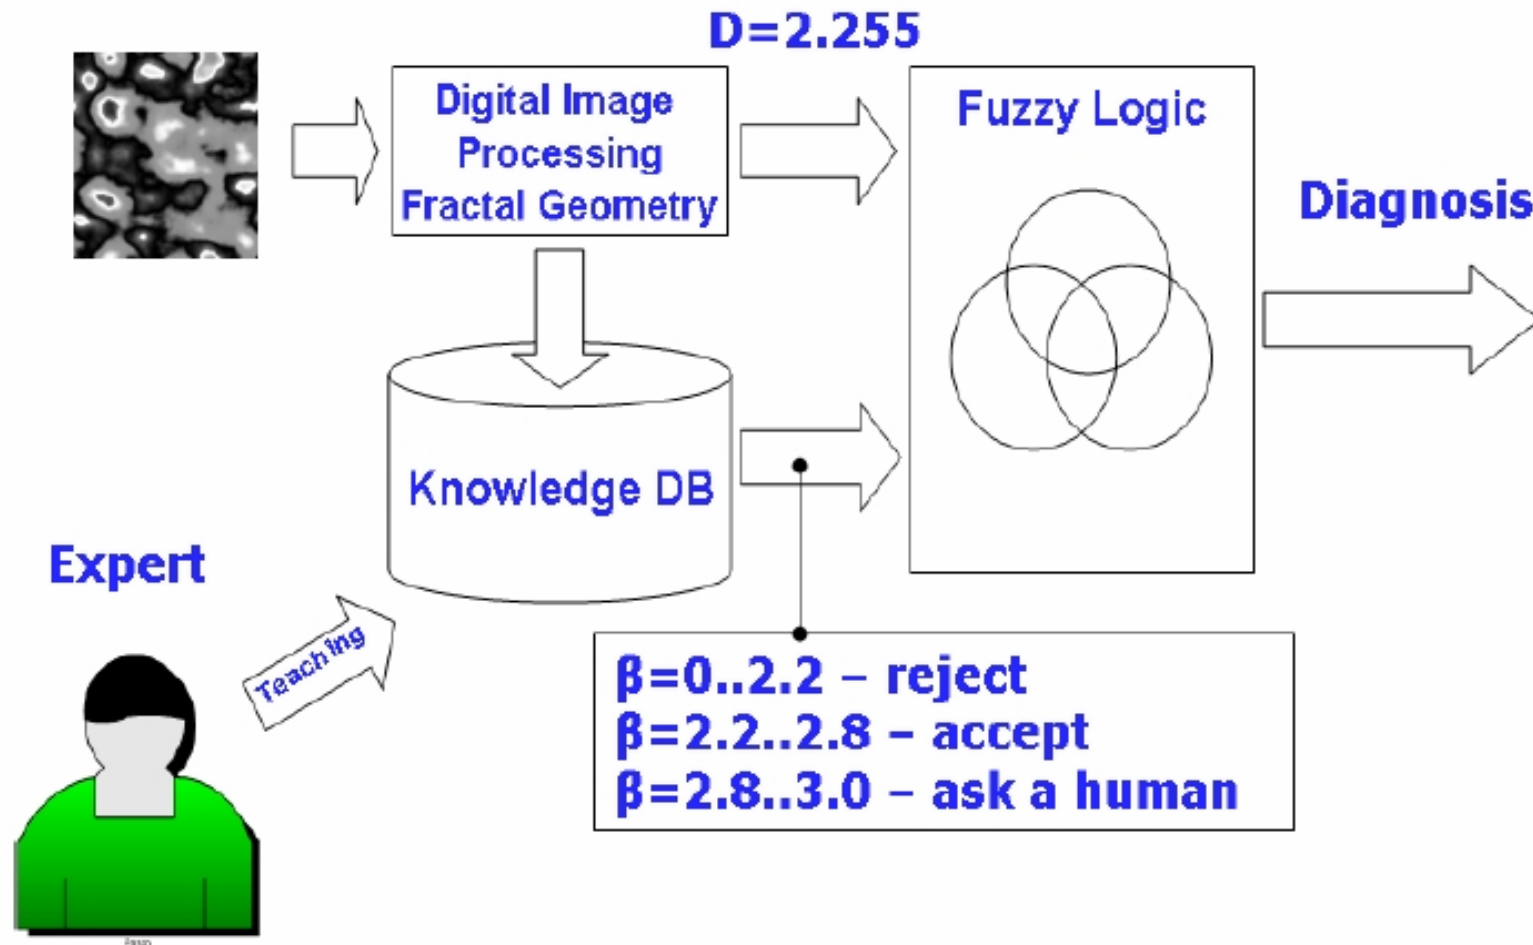 D=2.255
Digital Image
Processing
Fractal Geometry
Fuzzy Logic
Diagnosis
Knowledge DB
Expert
Teaching
β=0..2.2 – reject
β=2.2..2.8 – accept
β=2.8..3.0 – ask a human